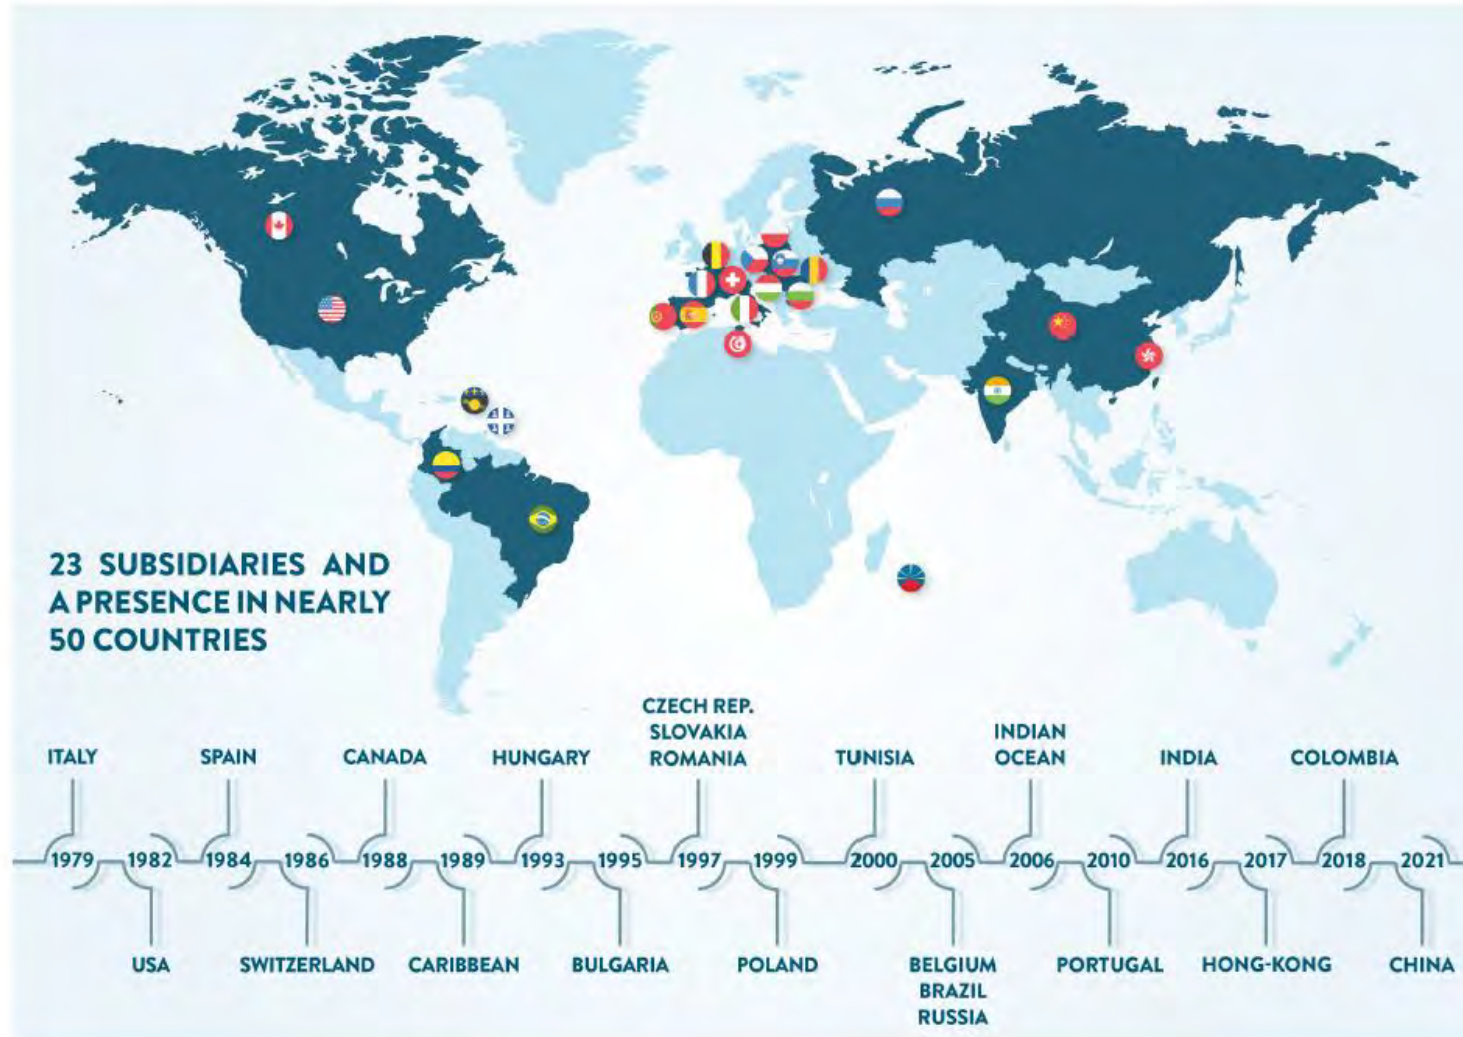 23 SUBSIDIARIES AND
A PRESENCE IN NEARLY
50 COUNTRIES
CZECH REP.
SLOVAKIA
ROMANIA
INDIAN
OCEAN
ITALY
SPAIN
CANADA
HUNGARY
TUNISIA
INDIA
COLOMBIA
1979
1982
1984
1986
1988
1989
1993
1995
1997
1999
2000
2005
2006
2010
2016
2017
2018
2021
USA
SWITZERLAND
CARIBBEAN
BULGARIA
POLAND
BELGIUM
BRAZIL
RUSSIA
PORTUGAL
HONG-KONG
CHINA